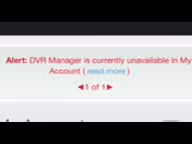 Alert: DVR Manager is currently unavailable in My
Account ( read more )
◀1 of 1▶